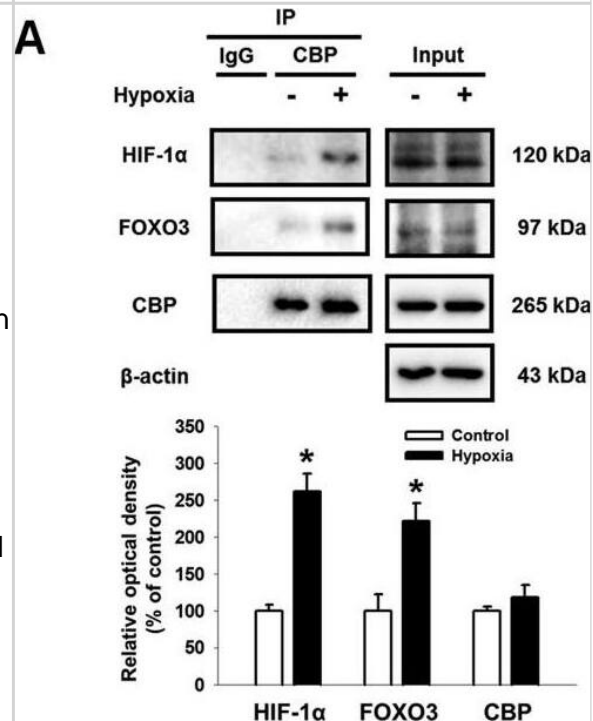 A
IP
IgG CBP Input
Hypoxia - + - +
HIF-1α 120 kDa
FOXO3 97 kDa
CBP 265 kDa
β-actin 43 kDa
n
l
Relative optical density
(% of control)
350
300
250
200
150
100
50
0
Control
Hypoxia
* *
HIF-1α FOXO3 CBP